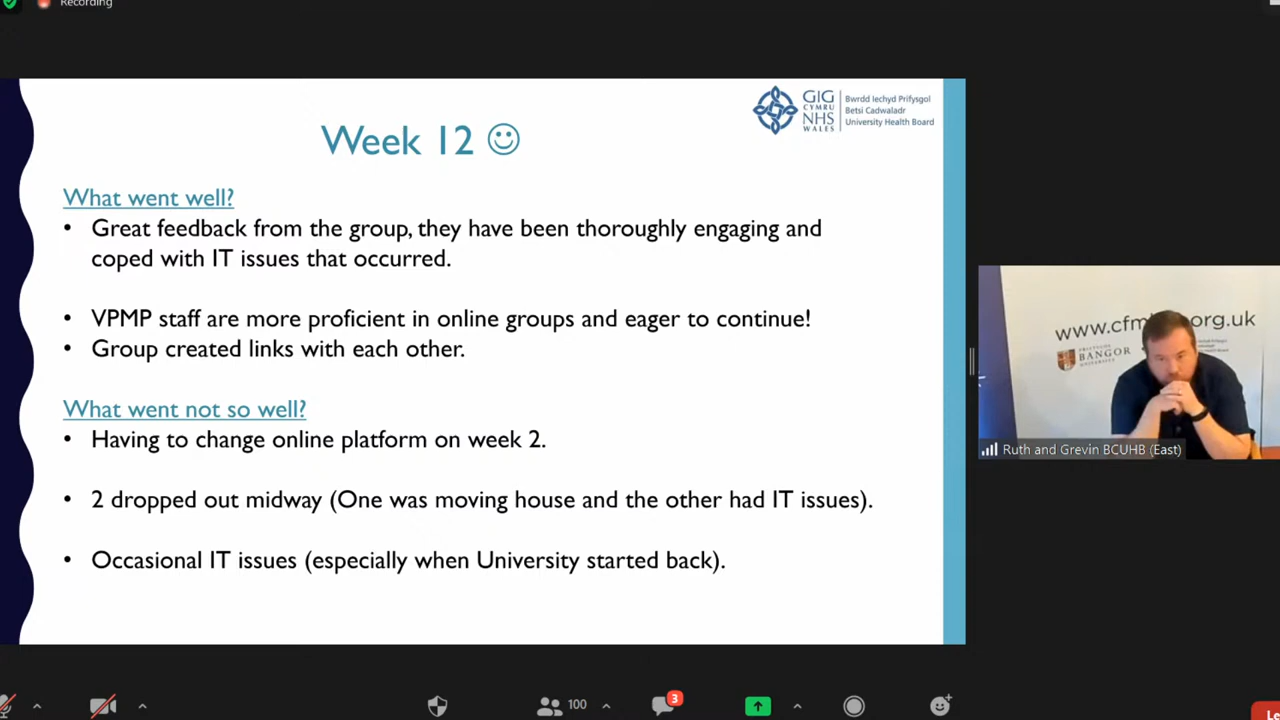 Recording
GIG
CYMRU
NHS
WALES
Bwrdd Iechyd Prifysgol
Betsi Cadwaladr
University Health Board
Week 12
What went well?
• Great feedback from the group, they have been thoroughly engaging and
coped with IT issues that occurred.
• VPMP staff are more proficient in online groups and eager to continue!
• Group created links with each other.
What went not so well?
• Having to change online platform on week 2.
• 2 dropped out midway (One was moving house and the other had IT issues).
• Occasional IT issues (especially when University started back).
org.uk
PRIFYSGOL
BANGOR
UNIVERSITY
Ruth and Grevin BCUHB (East)
100
3